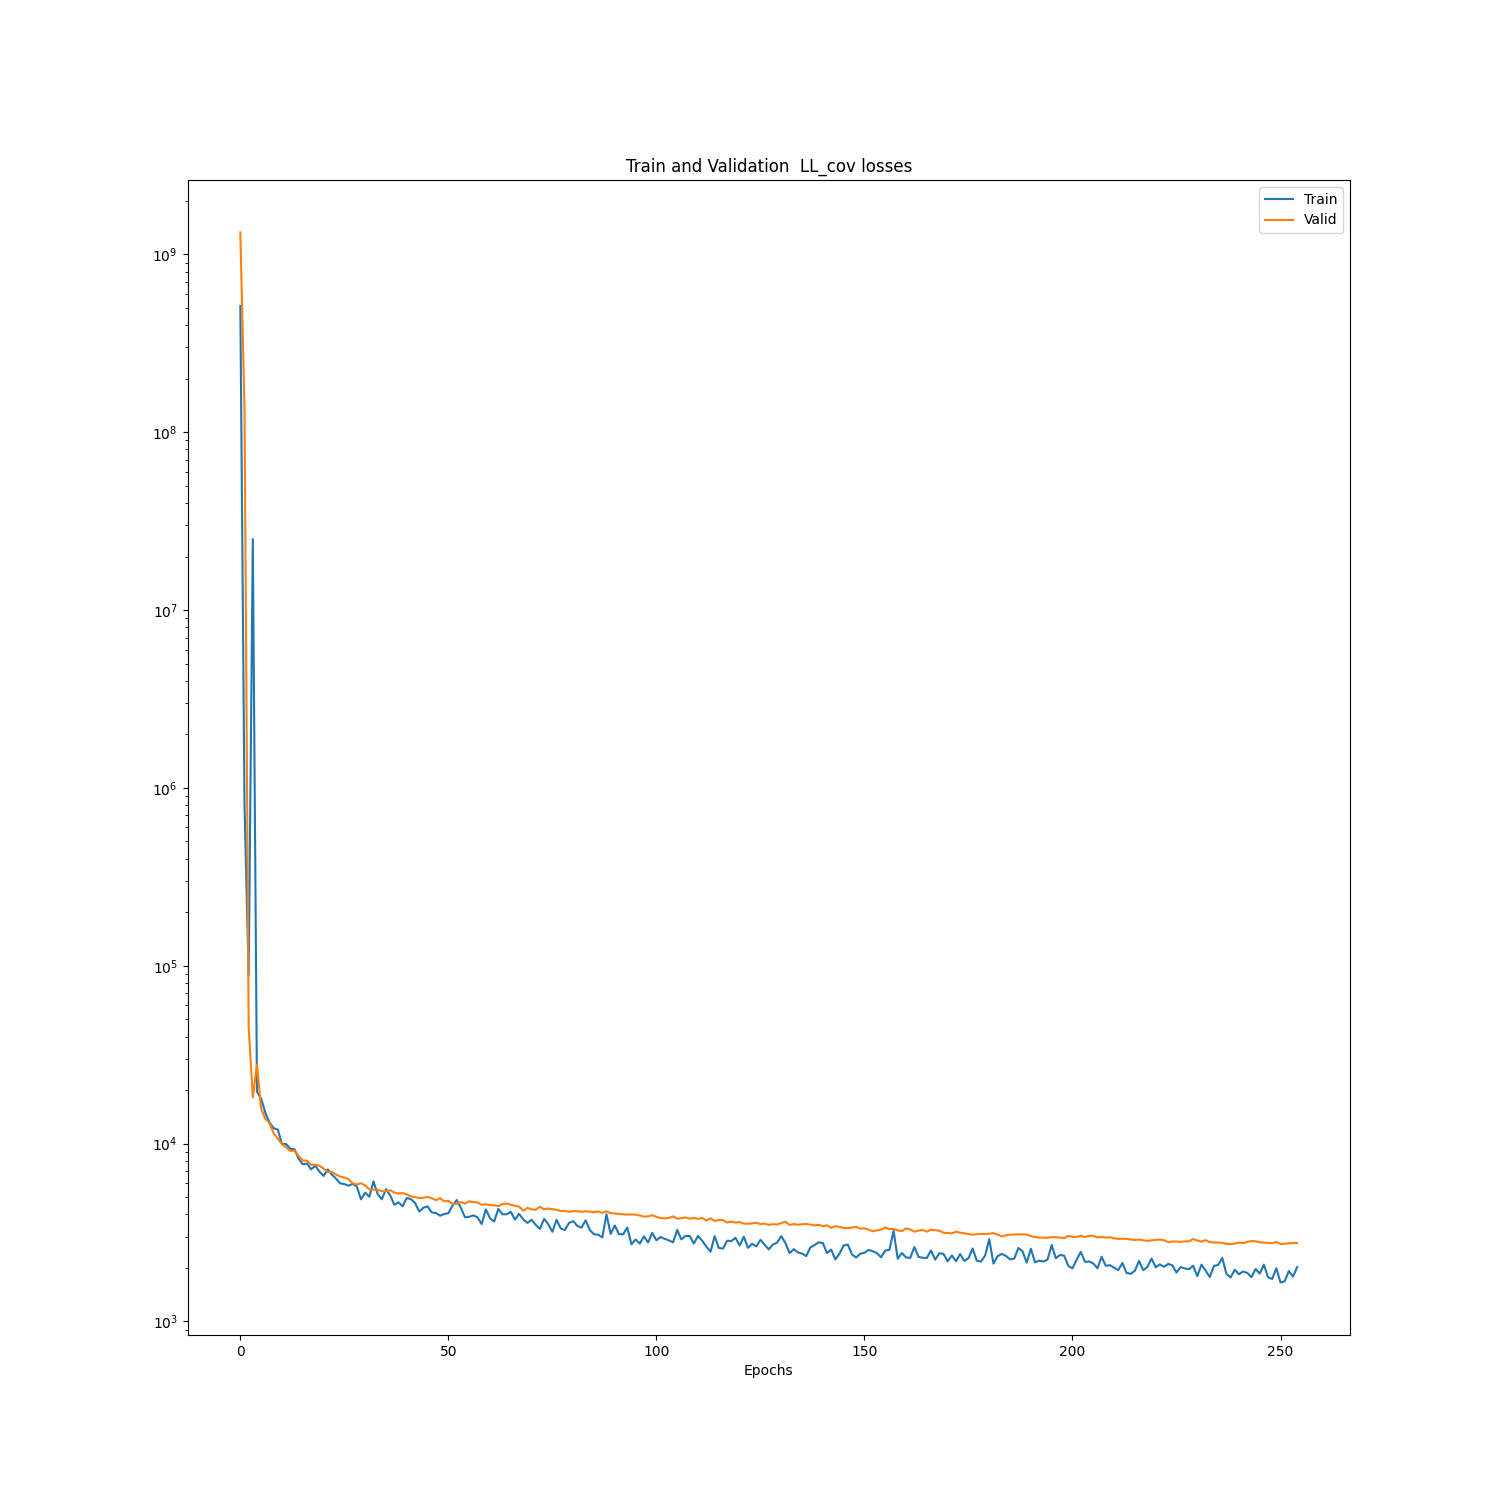 Train and Validation  LL_cov losses
Train
Valid
10⁹
10⁸
10⁷
10⁶
10⁵
10⁴
10³
0 50 100 150 200 250
Epochs